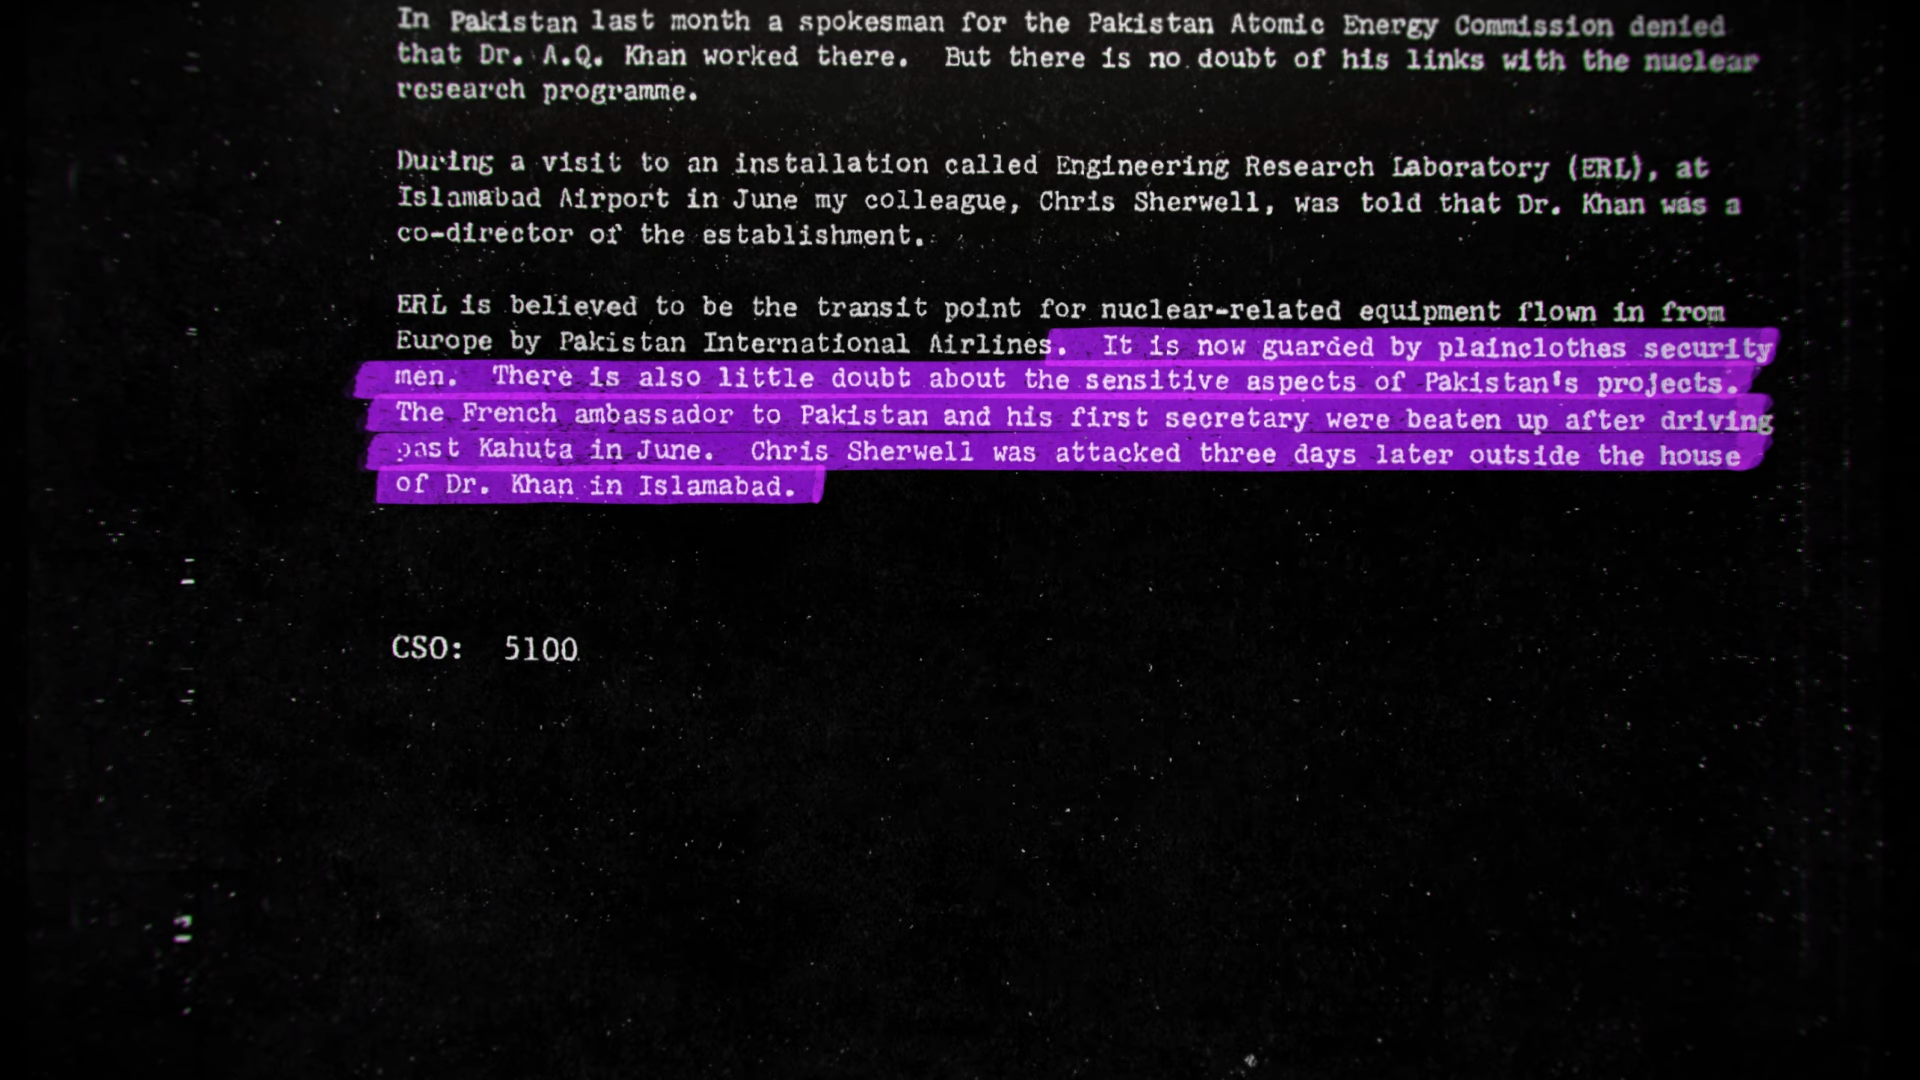 In Pakistan last month a spokesman for the Pakistan Atomic Energy Commission denied
that Dr. A.Q. Khan worked there. But there is no doubt of his links with the nuclear
research programme.
During a visit to an installation called Engineering Research Laboratory (ERL), at
Islamabad Airport in June my colleague, Chris Sherwell, was told that Dr. Khan was a
co-director of the establishment.
ERL is believed to be the transit point for nuclear-related equipment flown in from
Europe by Pakistan International Airlines. It is now guarded by plainclothes security
men. There is also little doubt about the sensitive aspects of Pakistan's projects.
The French ambassador to Pakistan and his first secretary were beaten up after driving
past Kahuta in June. Chris Sherwell was attacked three days later outside the house
of Dr. Khan in Islamabad.
CSO: 5100